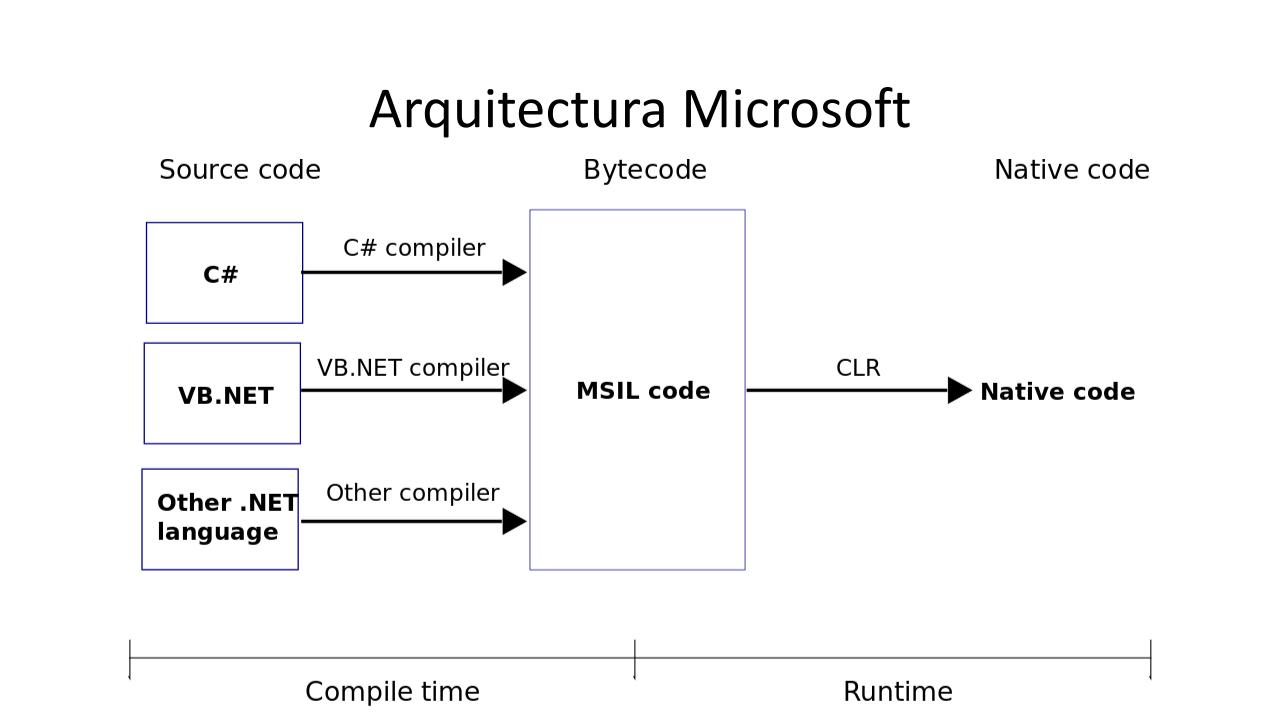 Arquitectura Microsoft
Source code
Bytecode
Native code
C#
C# compiler
VB.NET
VB.NET compiler
MSIL code
CLR
Native code
Other .NET
language
Other compiler
Compile time
Runtime